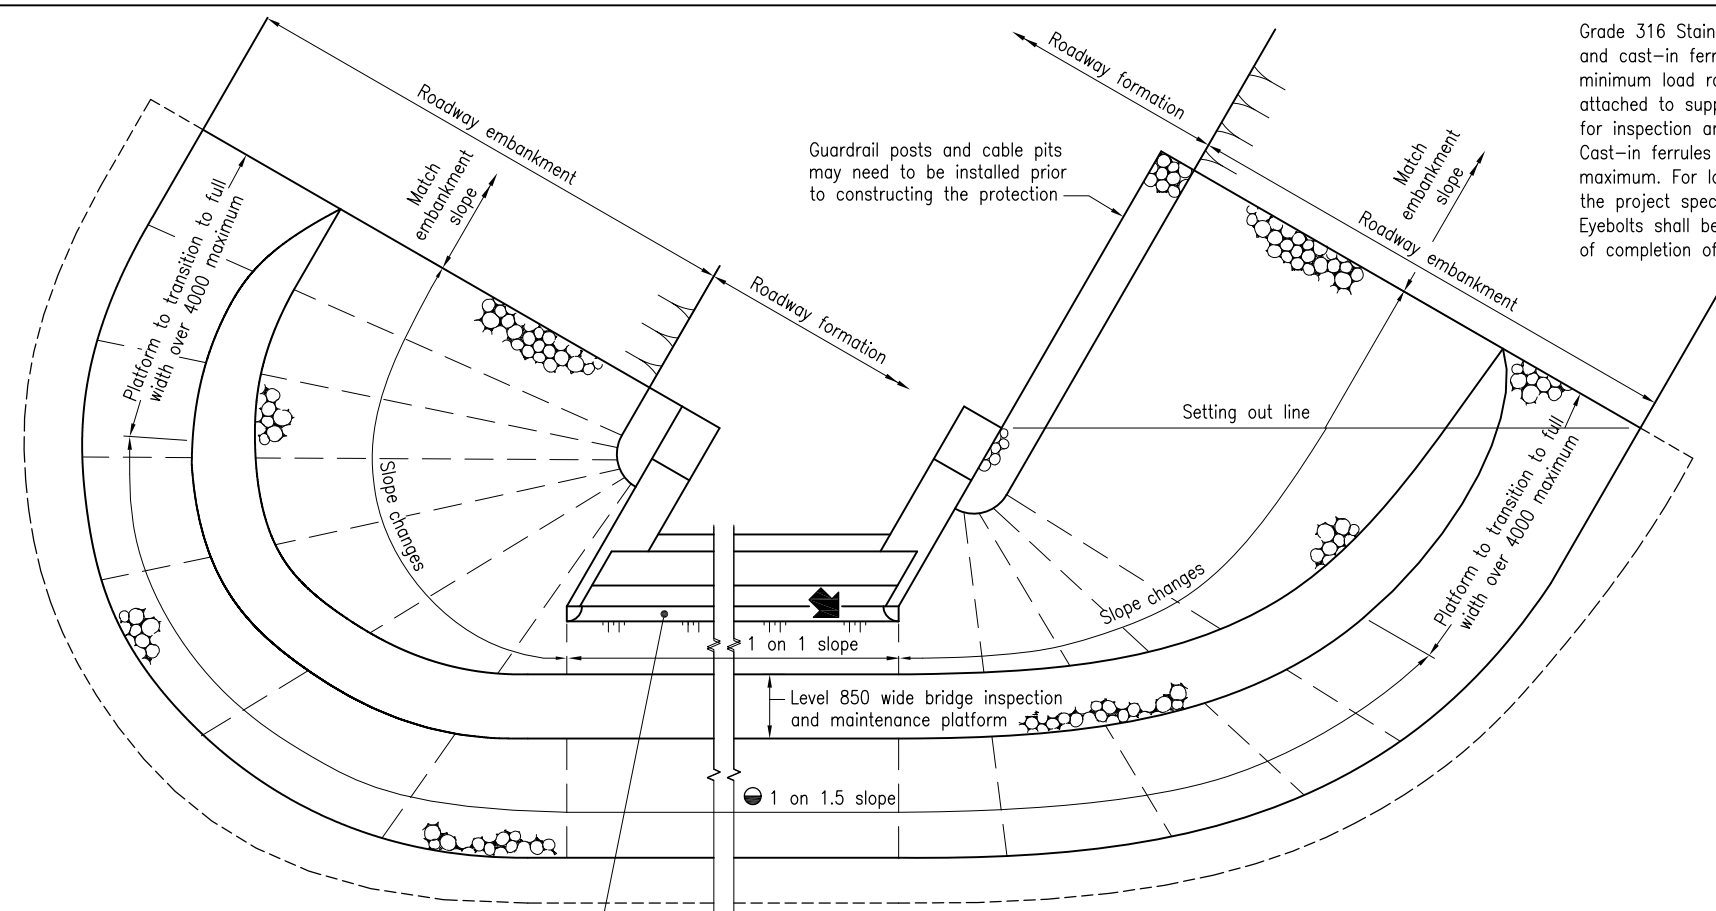 Roadway embankment
Match
embankment
slope
Platform to transition to full
width over 4000 maximum
Roadway formation
Slope changes
Guardrail posts and cable pits
may need to be installed prior
to constructing the protection
Roadway formation
Match
embankment
slope
Roadway embankment
Setting out line
Platform to transition to full
width over 4000 maximum
Slope changes
1 on 1 slope
Level 850 wide bridge inspection
and maintenance platform
1 on 1.5 slope
Grade 316 Stain
and cast-in ferr
minimum load ra
attached to supp
for inspection an
Cast-in ferrules
maximum. For lo
the project spec
Eyebolts shall be
of completion of